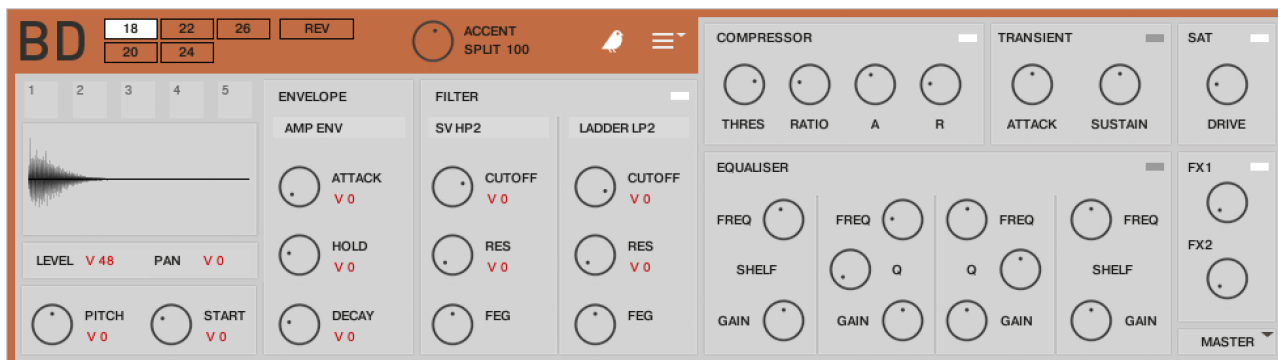 BD
18 22 26 REV
20 24
ACCENT
SPLIT 100
1 2 3 4 5
LEVEL V 48 PAN V 0
PITCH
V 0
START
V 0
ENVELOPE
AMP ENV
ATTACK
V 0
HOLD
V 0
DECAY
V 0
FILTER
SV HP2
CUTOFF
V 0
RES
V 0
FEG
LADDER LP2
CUTOFF
V 0
RES
V 0
FEG
COMPRESSOR
THRES RATIO A R
TRANSIENT
ATTACK SUSTAIN
SAT
DRIVE
EQUALISER
FREQ FREQ FREQ FREQ
SHELF Q Q SHELF
GAIN GAIN GAIN GAIN
FX1
FX2
MASTER